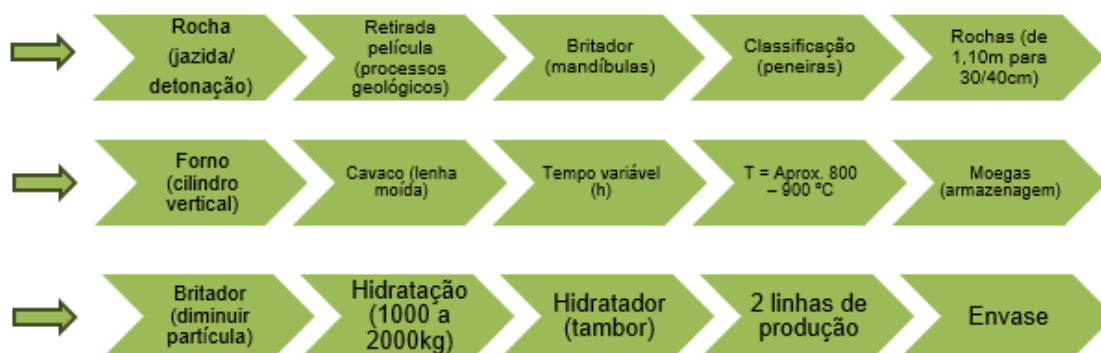 Rocha
(jazida/
detonação)
Retirada
película
(processos
geológicos)
Britador
(mandíbulas)
Classificação
(peneiras)
Rochas (de
1,10m para
30/40cm)
Forno
(cilindro
vertical)
Cavaco (lenha
moída)
Tempo variável
(h)
T = Aprox. 800
– 900 ºC
Moegas
(armazenagem)
Britador
(diminuir
partícula)
Hidratação
(1000 a
2000kg)
Hidratador
(tambor)
2 linhas de
produção
Envase